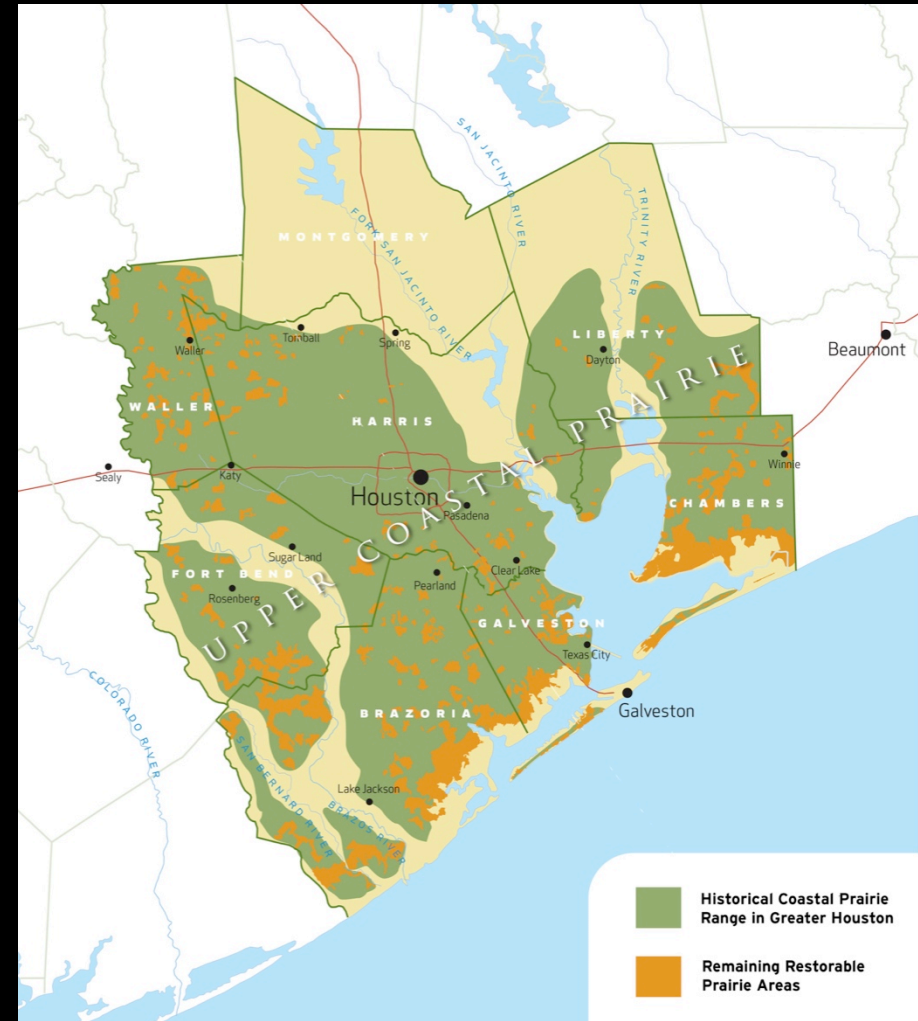 SAN JACINTO RIVER
TRINITY RIVER
MONTGOMERY
FORK SAN JACINTO RIVER
Tomball
Spring
LIBERTY
Beaumont
Waller
Dayton
WALLER
HARRIS
Winnie
Sealy
Katy
Houston
CHAMBERS
Pasadena
UPPER COASTAL PRAIRIE
Sugar Land
Clear Lake
FORT BEND
Pearland
Rosenberg
GALVESTON
Texas City
COLORADO RIVER
BRAZORIA
Galveston
SAN BERNARD RIVER
Lake Jackson
BRAZOS RIVER
Historical Coastal Prairie
Range in Greater Houston
Remaining Restorable
Prairie Areas